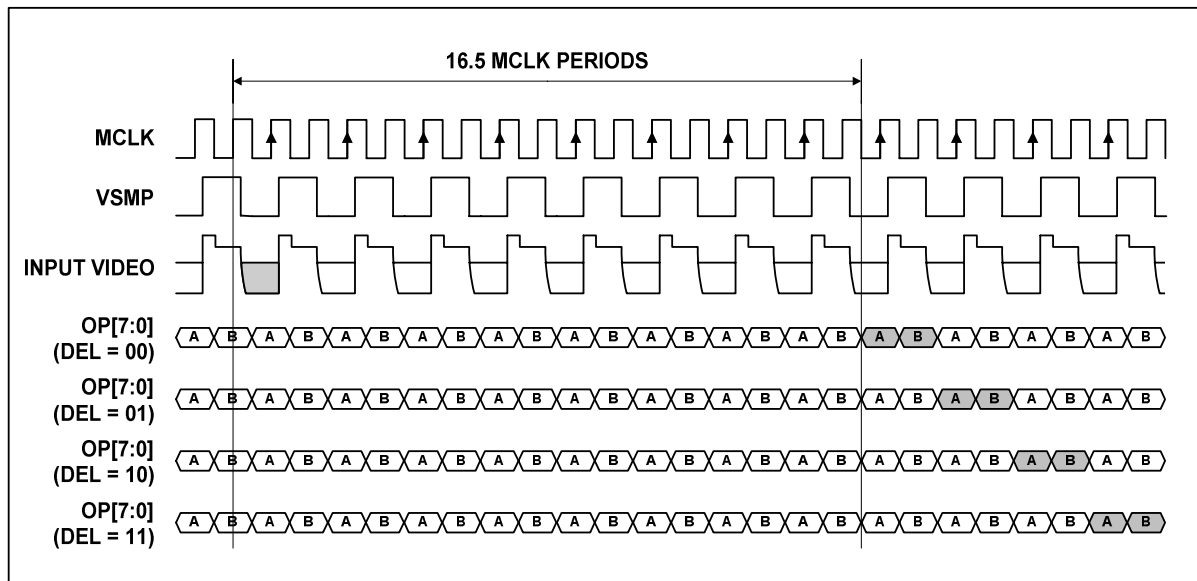 16.5 MCLK PERIODS
MCLK
VSMP
INPUT VIDEO
OP[7:0]
(DEL = 00)
A B A B A B A B A B A B A B A B A B A B A B A B A B
OP[7:0]
(DEL = 01)
A B A B A B A B A B A B A B A B A B A B A B A B A B
OP[7:0]
(DEL = 10)
A B A B A B A B A B A B A B A B A B A B A B A B A B
OP[7:0]
(DEL = 11)
A B A B A B A B A B A B A B A B A B A B A B A B A B